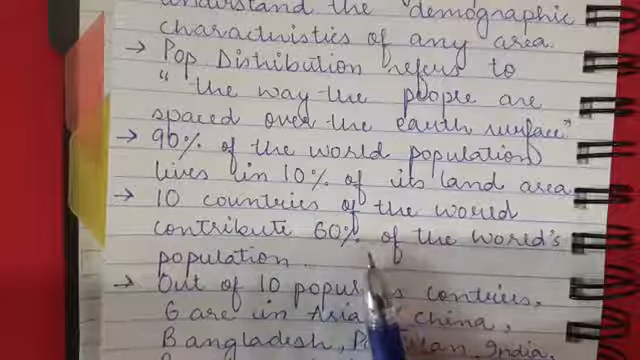 understand the "demographic
characteristics of any area.
→ Pop Distribution refers to
" the way the people are
spaced over the earth surface"
→ 90% of the world population
lives in 10% of its land area
→ 10 countries of the world
contribute 60% of the world's
population.
→ Out of 10 contries,
6 are in Asia China,
Bangladesh, India,